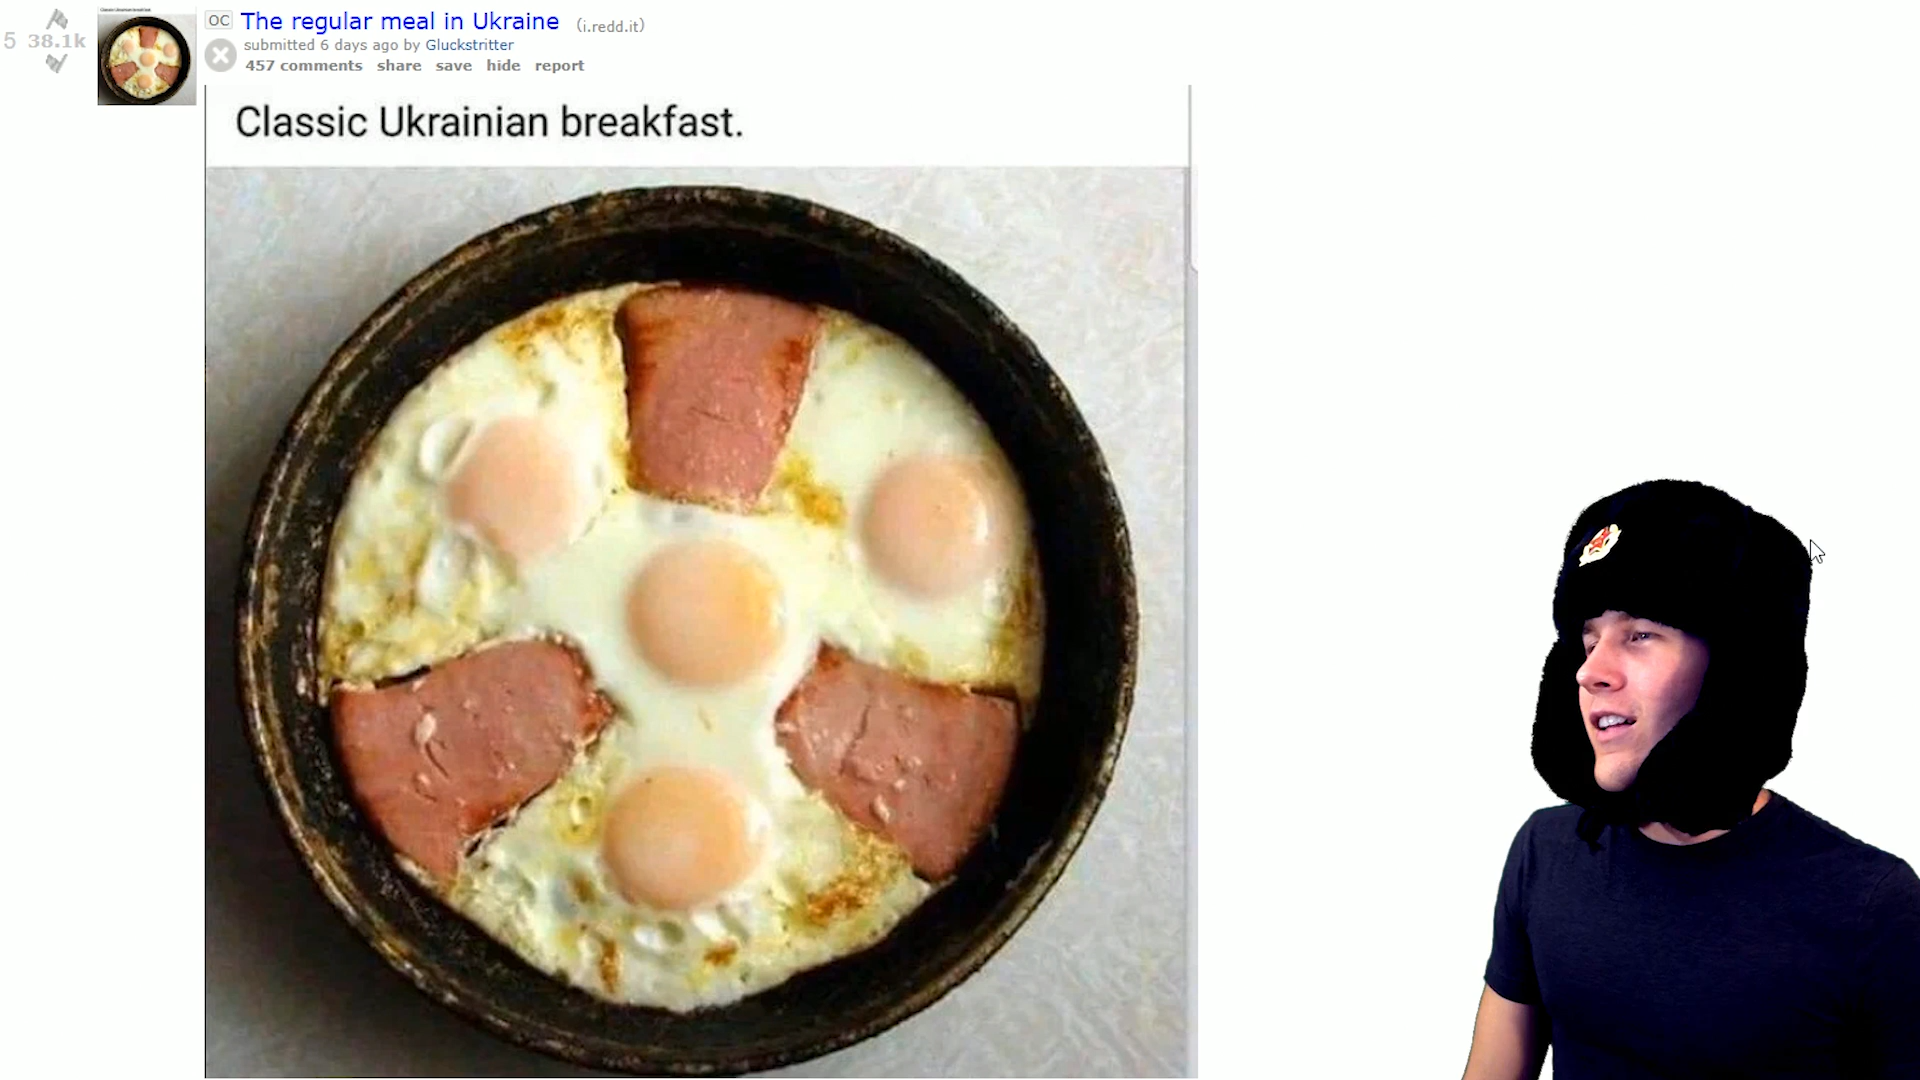 5 38.1k
OC The regular meal in Ukraine (i.redd.it)
submitted 6 days ago by Gluckstritter
457 comments share save hide report
Classic Ukrainian breakfast.